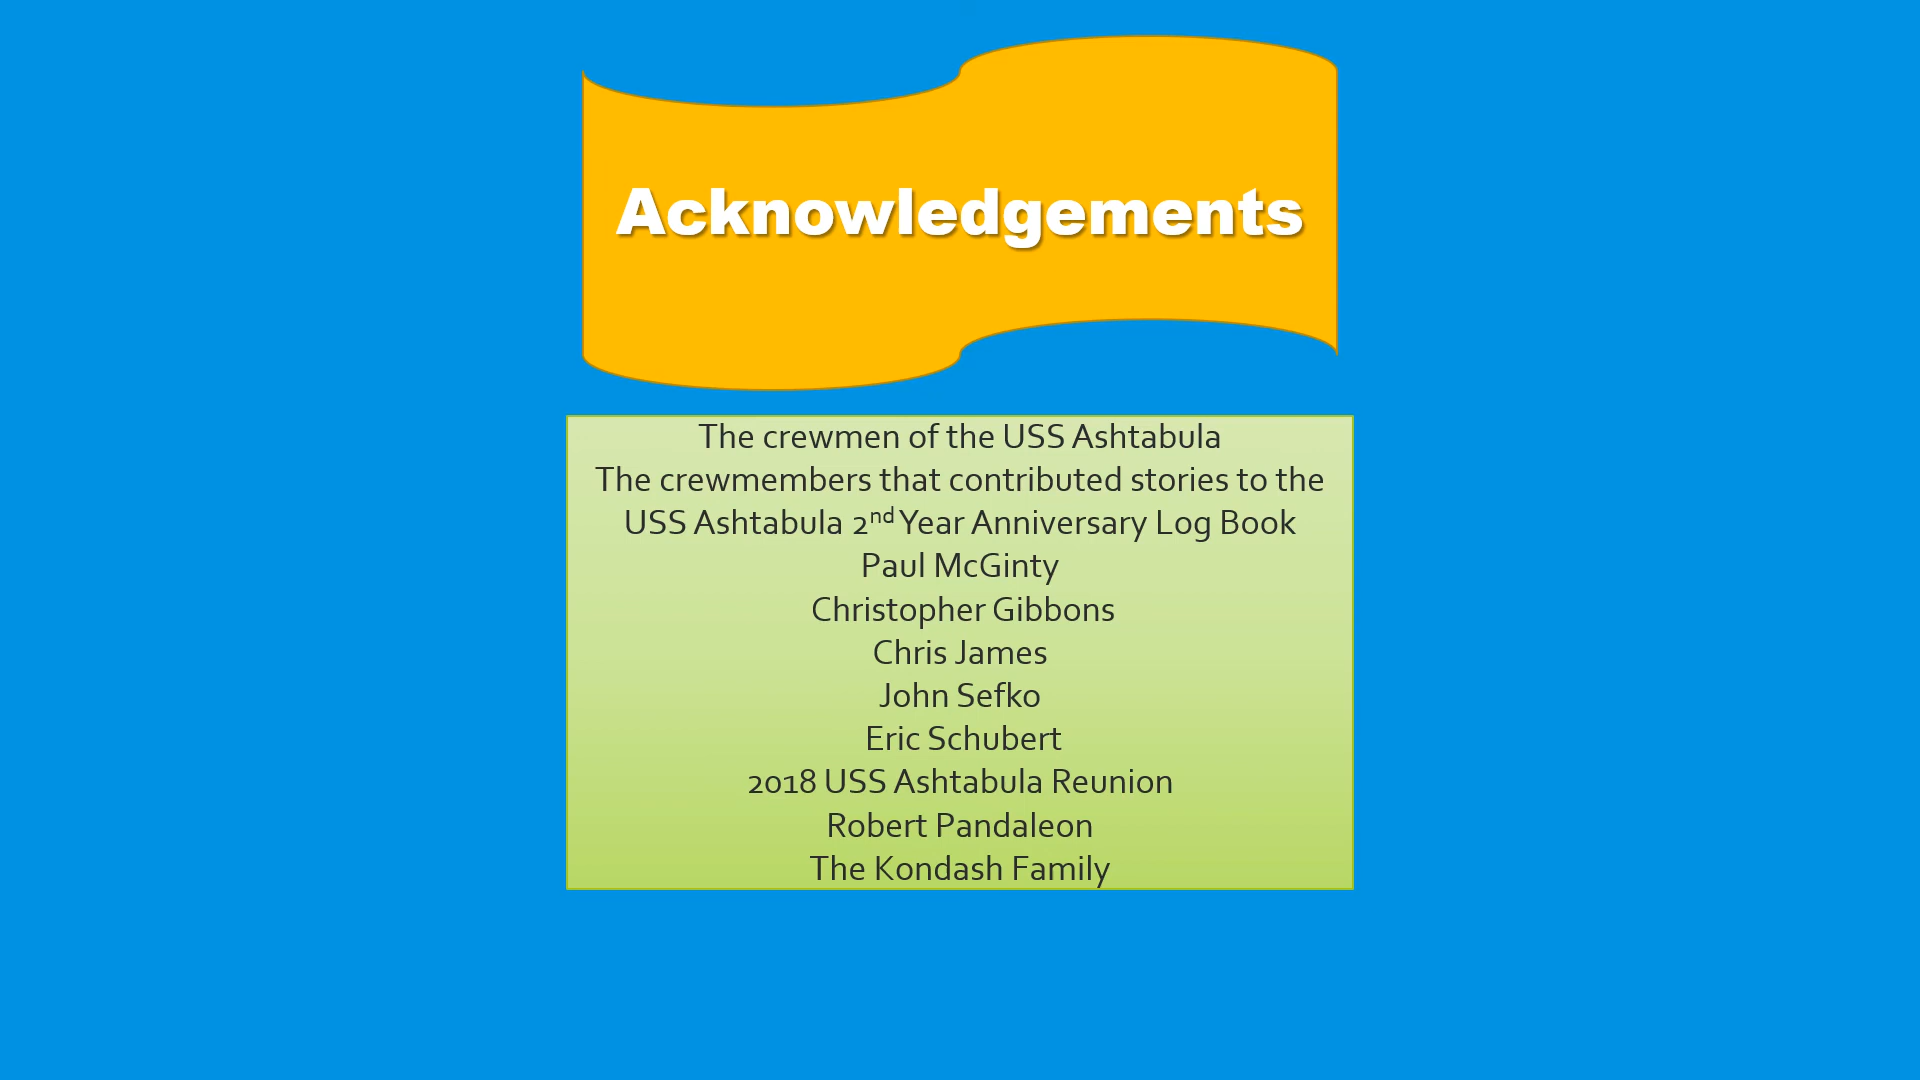 Acknowledgements
The crewmen of the USS Ashtabula
The crewmembers that contributed stories to the
USS Ashtabula 2nd Year Anniversary Log Book
Paul McGinty
Christopher Gibbons
Chris James
John Sefko
Eric Schubert
2018 USS Ashtabula Reunion
Robert Pandaleon
The Kondash Family